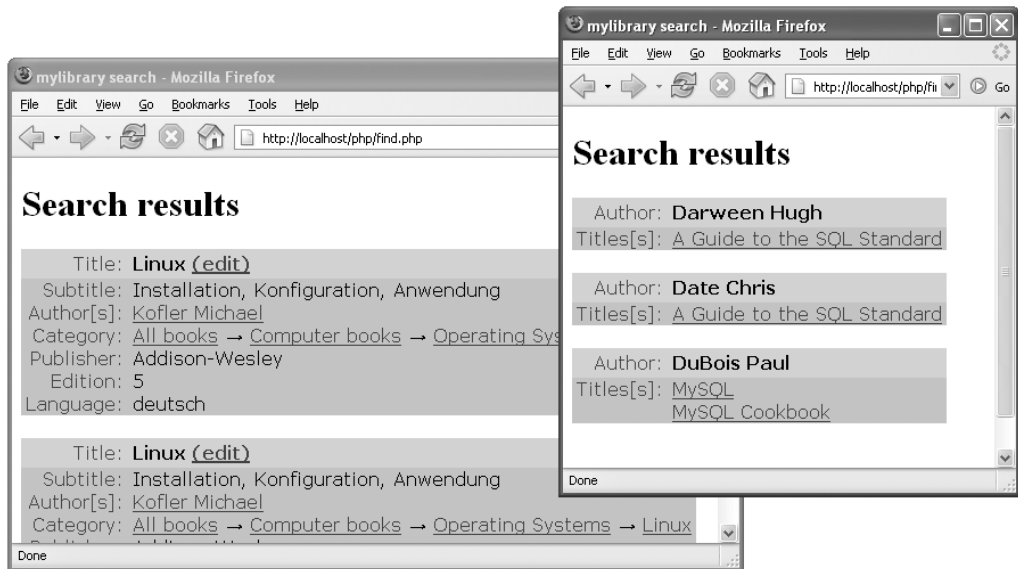 mylibrary search - Mozilla Firefox
File Edit View Go Bookmarks Tools Help
http://localhost/php/find.php
Search results
Title: Linux (edit)
Subtitle: Installation, Konfiguration, Anwendung
Author[s]: Kofler Michael
Category: All books → Computer books → Operating Sys
Publisher: Addison-Wesley
Edition: 5
Language: deutsch
Title: Linux (edit)
Subtitle: Installation, Konfiguration, Anwendung
Author[s]: Kofler Michael
Category: All books → Computer books → Operating Systems → Linux
Done
mylibrary search - Mozilla Firefox
File Edit View Go Bookmarks Tools Help
http://localhost/php/fii Go
Search results
Author: Darween Hugh
Titles[s]: A Guide to the SQL Standard
Author: Date Chris
Titles[s]: A Guide to the SQL Standard
Author: DuBois Paul
Titles[s]: MySQL
MySQL Cookbook
Done